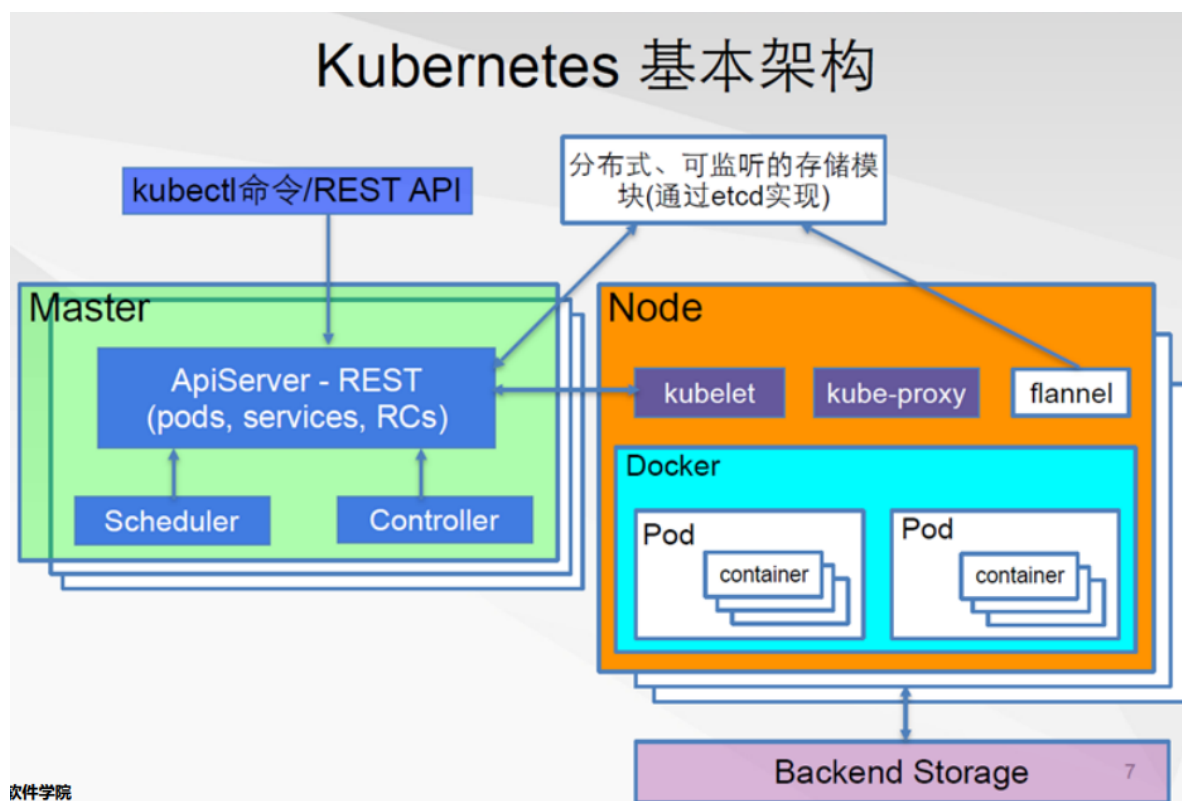 Kubernetes 基本架构
kubectl命令/REST API
分布式、可监听的存储模
块(通过etcd实现)
Master
ApiServer - REST
(pods, services, RCs)
Scheduler
Controller
Node
kubelet
kube-proxy
flannel
Docker
Pod
container
Pod
container
Backend Storage
7
软件学院